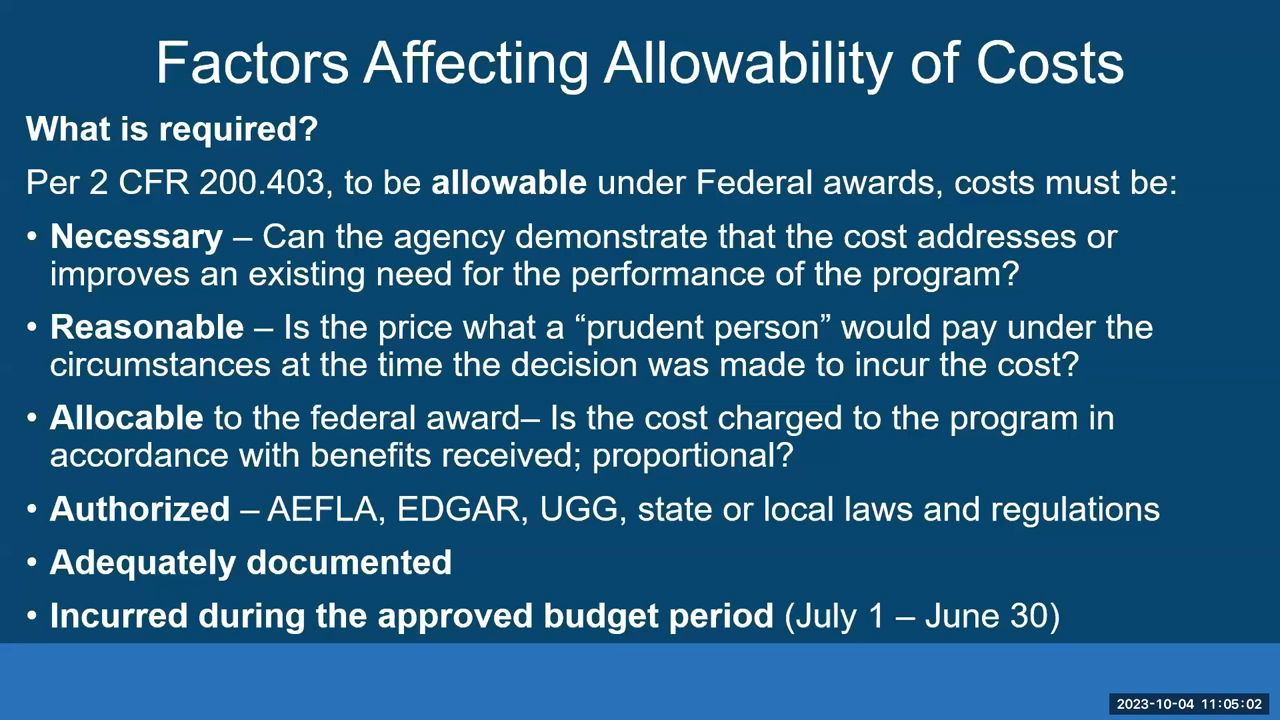 Factors Affecting Allowability of Costs
What is required?
Per 2 CFR 200.403, to be allowable under Federal awards, costs must be:
• Necessary – Can the agency demonstrate that the cost addresses or
improves an existing need for the performance of the program?
• Reasonable – Is the price what a “prudent person” would pay under the
circumstances at the time the decision was made to incur the cost?
• Allocable to the federal award– Is the cost charged to the program in
accordance with benefits received; proportional?
• Authorized – AEFLA, EDGAR, UGG, state or local laws and regulations
• Adequately documented
• Incurred during the approved budget period (July 1 – June 30)
2023-10-04 11:05:02